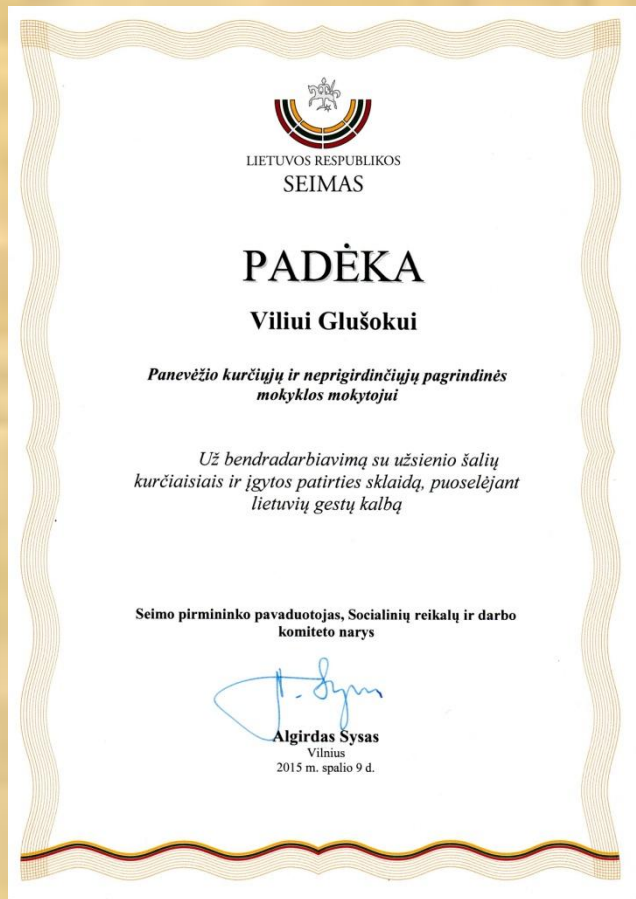 LIETUVOS RESPUBLIKOS
SEIMAS
PADĖKA
Viliui Glušokui
Panevėžio kurčiųjų ir neprigirdinčiųjų pagrindinės
mokyklos mokytojui
Už bendradarbiavimą su užsienio šalių
kurčiaisiais ir įgytos patirties sklaidą, puoselėjant
lietuvių gestų kalbą
Seimo pirmininko pavaduotojas, Socialinių reikalų ir darbo
komiteto narys
Algirdas Sysas
Vilnius
2015 m. spalio 9 d.